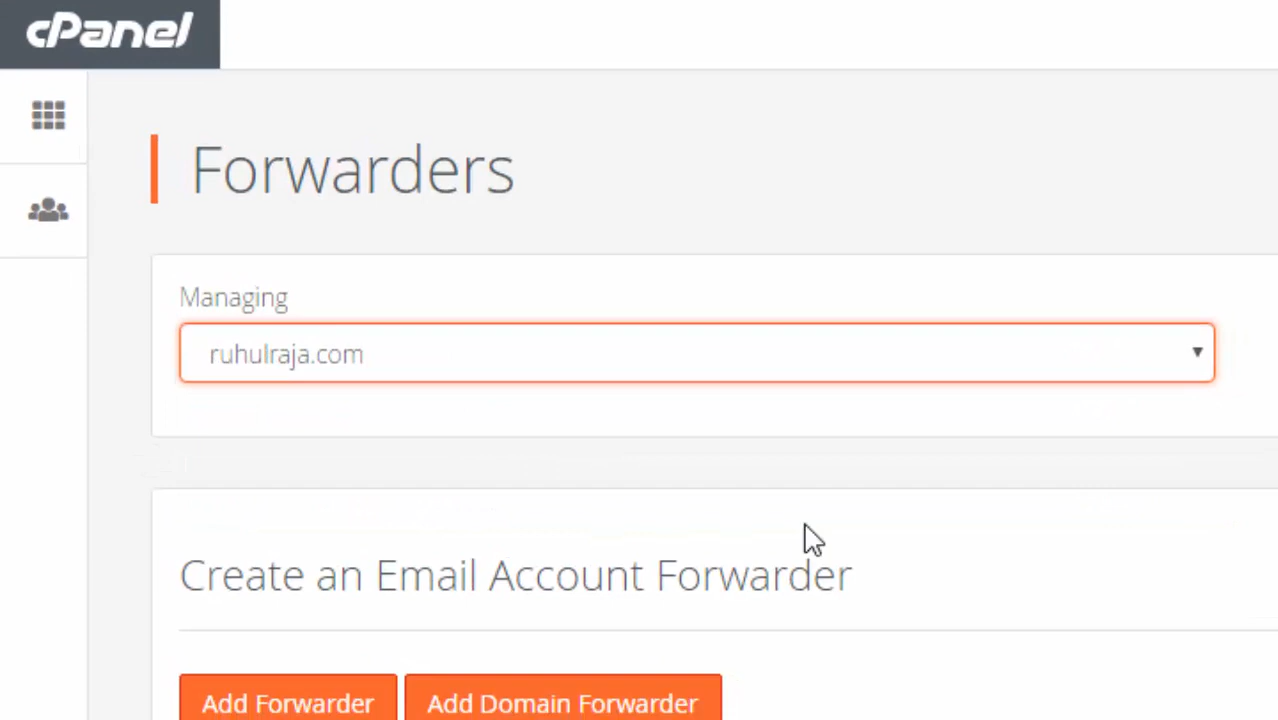 cPanel
Forwarders
Managing
ruhulraja.com
Create an Email Account Forwarder
Add Forwarder
Add Domain Forwarder